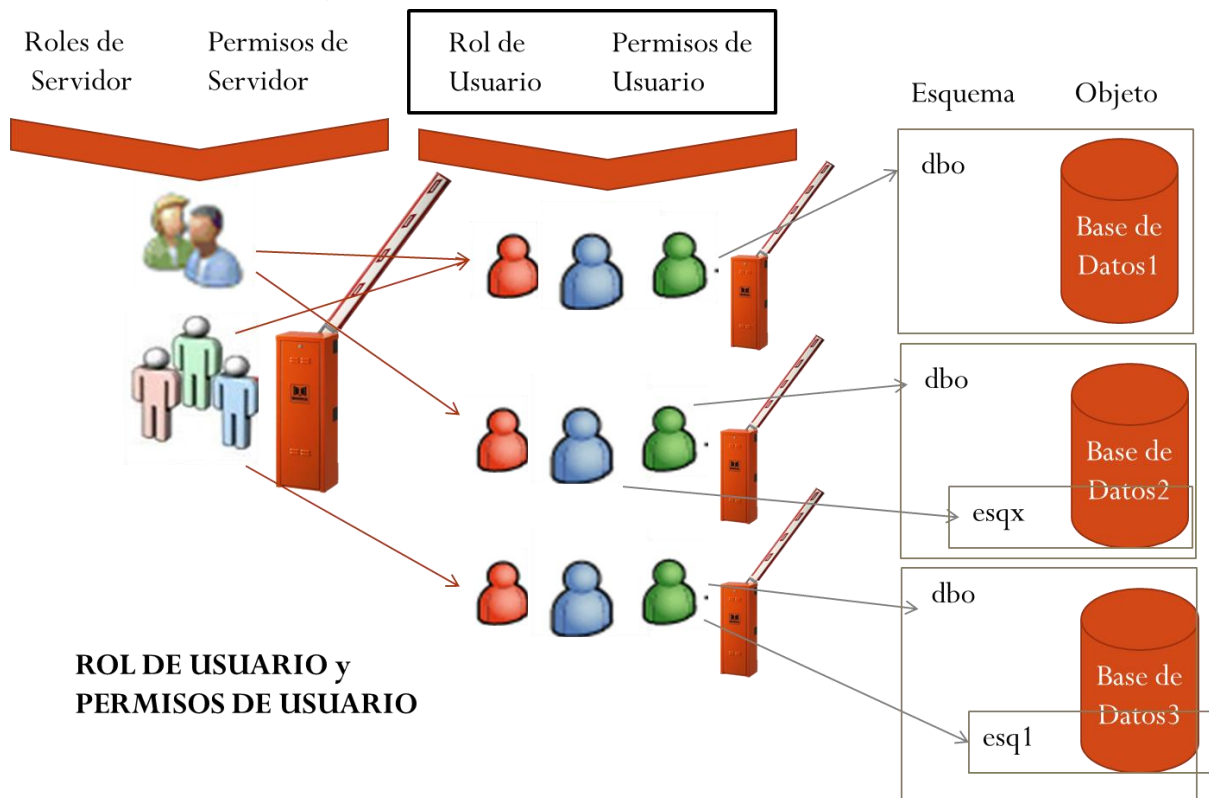 Roles de
Servidor
Permisos de
Servidor
Rol de
Usuario
Permisos de
Usuario
Esquema
Objeto
dbo
Base de
Datos1
dbo
Base de
Datos2
esqx
dbo
Base de
Datos3
esq1
ROL DE USUARIO y
PERMISOS DE USUARIO